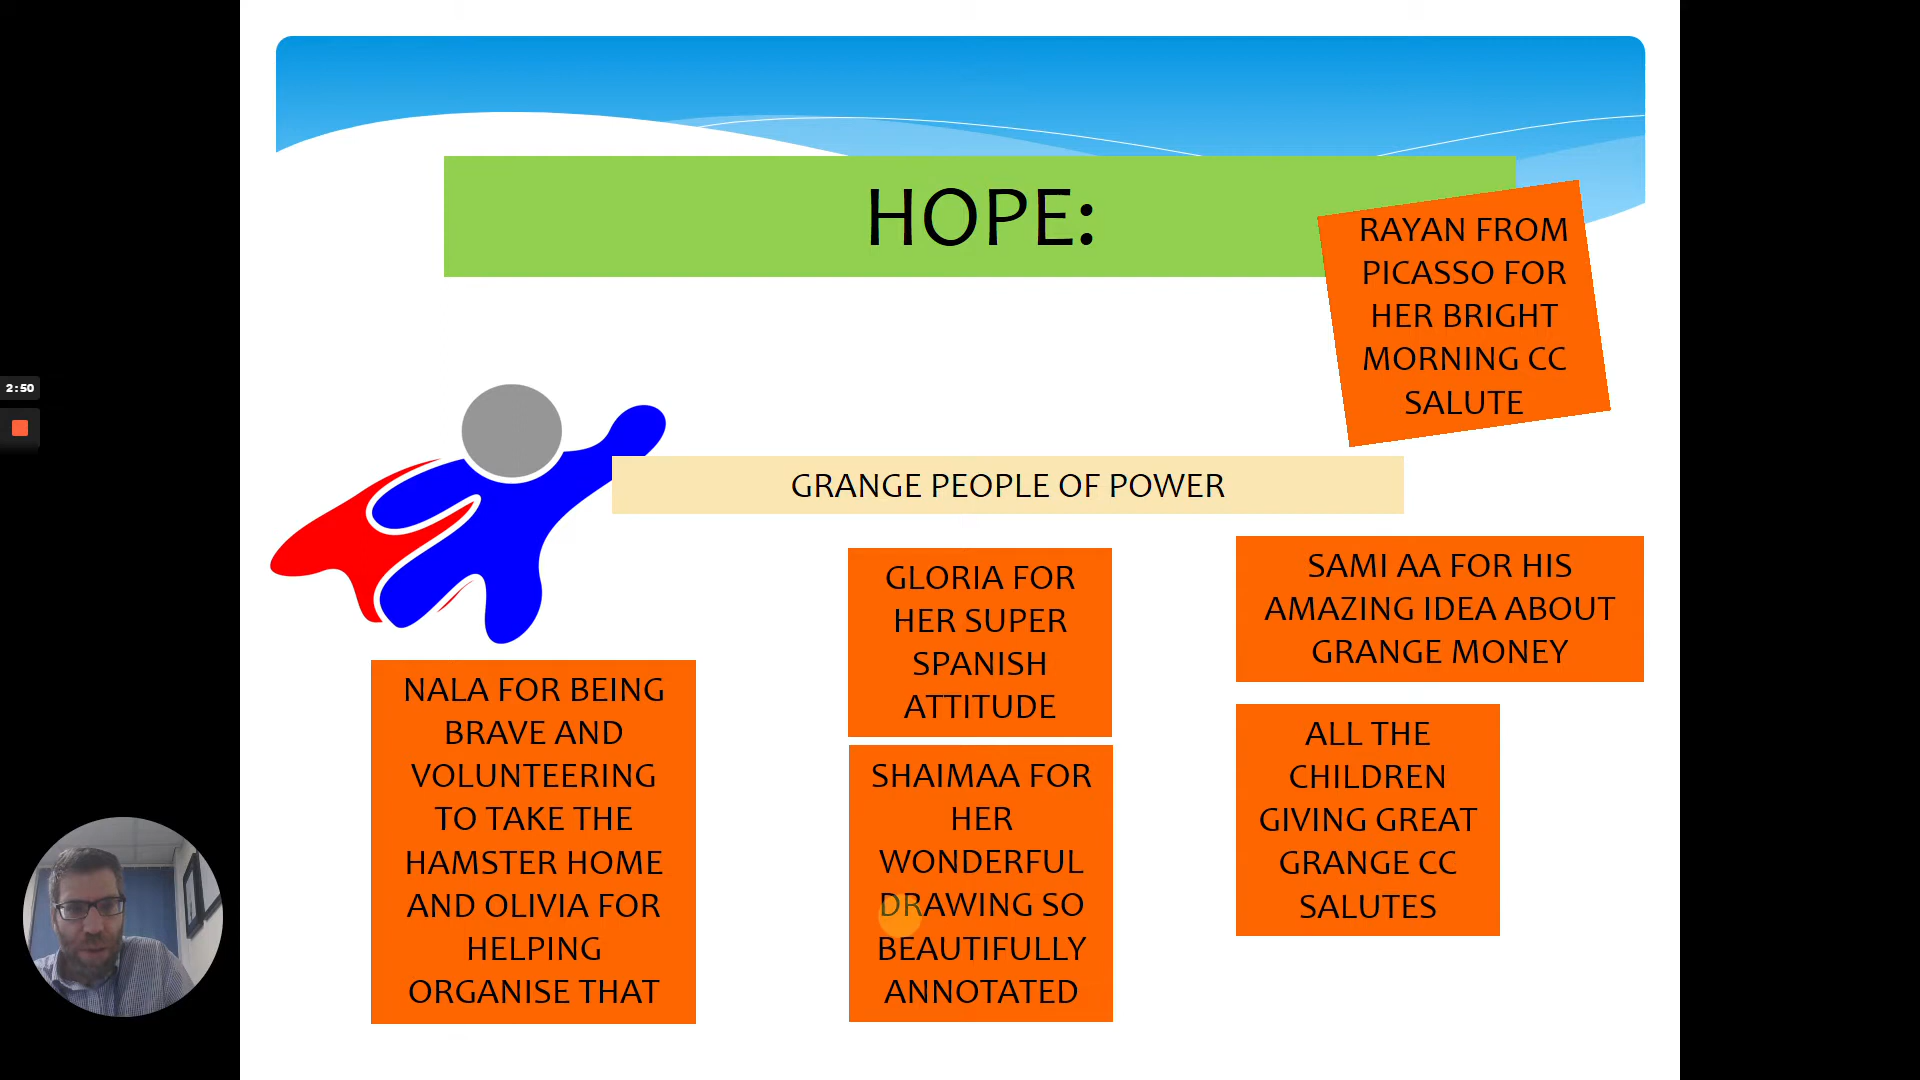 HOPE:
RAYAN FROM
PICASSO FOR
HER BRIGHT
MORNING CC
SALUTE
2:50
GRANGE PEOPLE OF POWER
GLORIA FOR
HER SUPER
SPANISH
ATTITUDE
SAMI AA FOR HIS
AMAZING IDEA ABOUT
GRANGE MONEY
NALA FOR BEING
BRAVE AND
VOLUNTEERING
TO TAKE THE
HAMSTER HOME
AND OLIVIA FOR
HELPING
ORGANISE THAT
SHAIMAA FOR
HER
WONDERFUL
DRAWING SO
BEAUTIFULLY
ANNOTATED
ALL THE
CHILDREN
GIVING GREAT
GRANGE CC
SALUTES